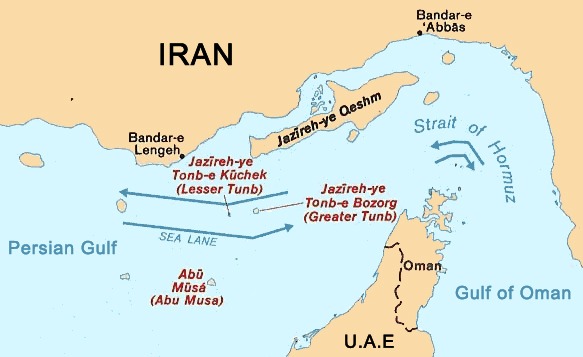 Bandar-e
'Abbās
IRAN
Jazīreh-ye Qeshm
Strait of Hormuz
Bandar-e
Lengeh
Jazīreh-ye
Tonb-e Kūchek
(Lesser Tunb)
Jazīreh-ye
Tonb-e Bozorg
(Greater Tunb)
SEA LANE
Persian Gulf
Abū
Mūsá
(Abu Musa)
Oman
Gulf of Oman
U.A.E